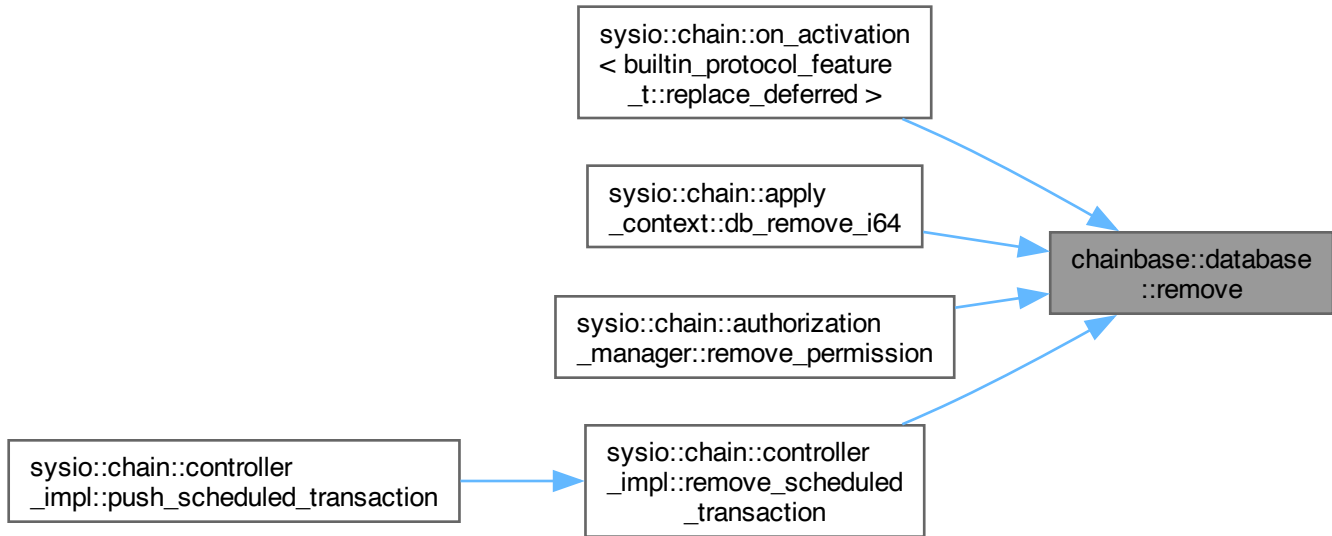 sysio::chain::on_activation
< builtin_protocol_feature
_t::replace_deferred >
sysio::chain::apply
_context::db_remove_i64
chainbase::database
::remove
sysio::chain::authorization
_manager::remove_permission
sysio::chain::controller
_impl::push_scheduled_transaction
sysio::chain::controller
_impl::remove_scheduled
_transaction